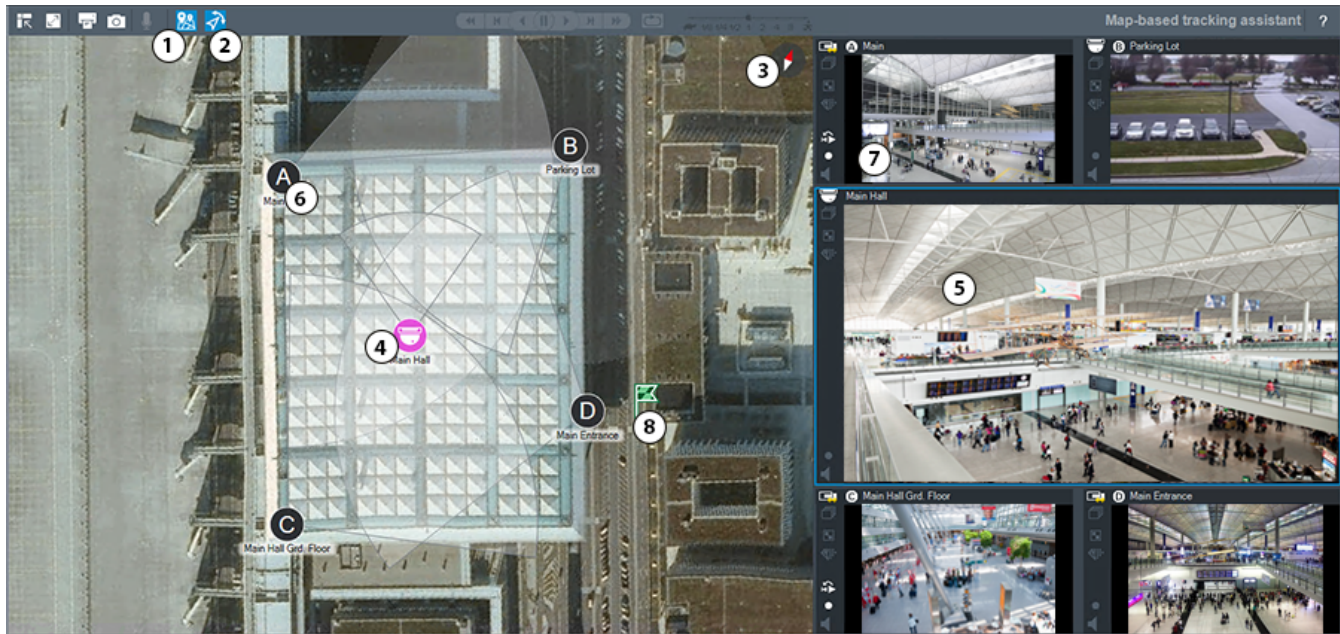 Map-based tracking assistant ?
1
2
3
A Main
B Parking Lot
B
Parking Lot
A
Main
6
7
Main Hall
5
4
Main Hall
D
Main Entrance
8
C
Main Hall Grd. Floor
C Main Hall Grd. Floor
D Main Entrance